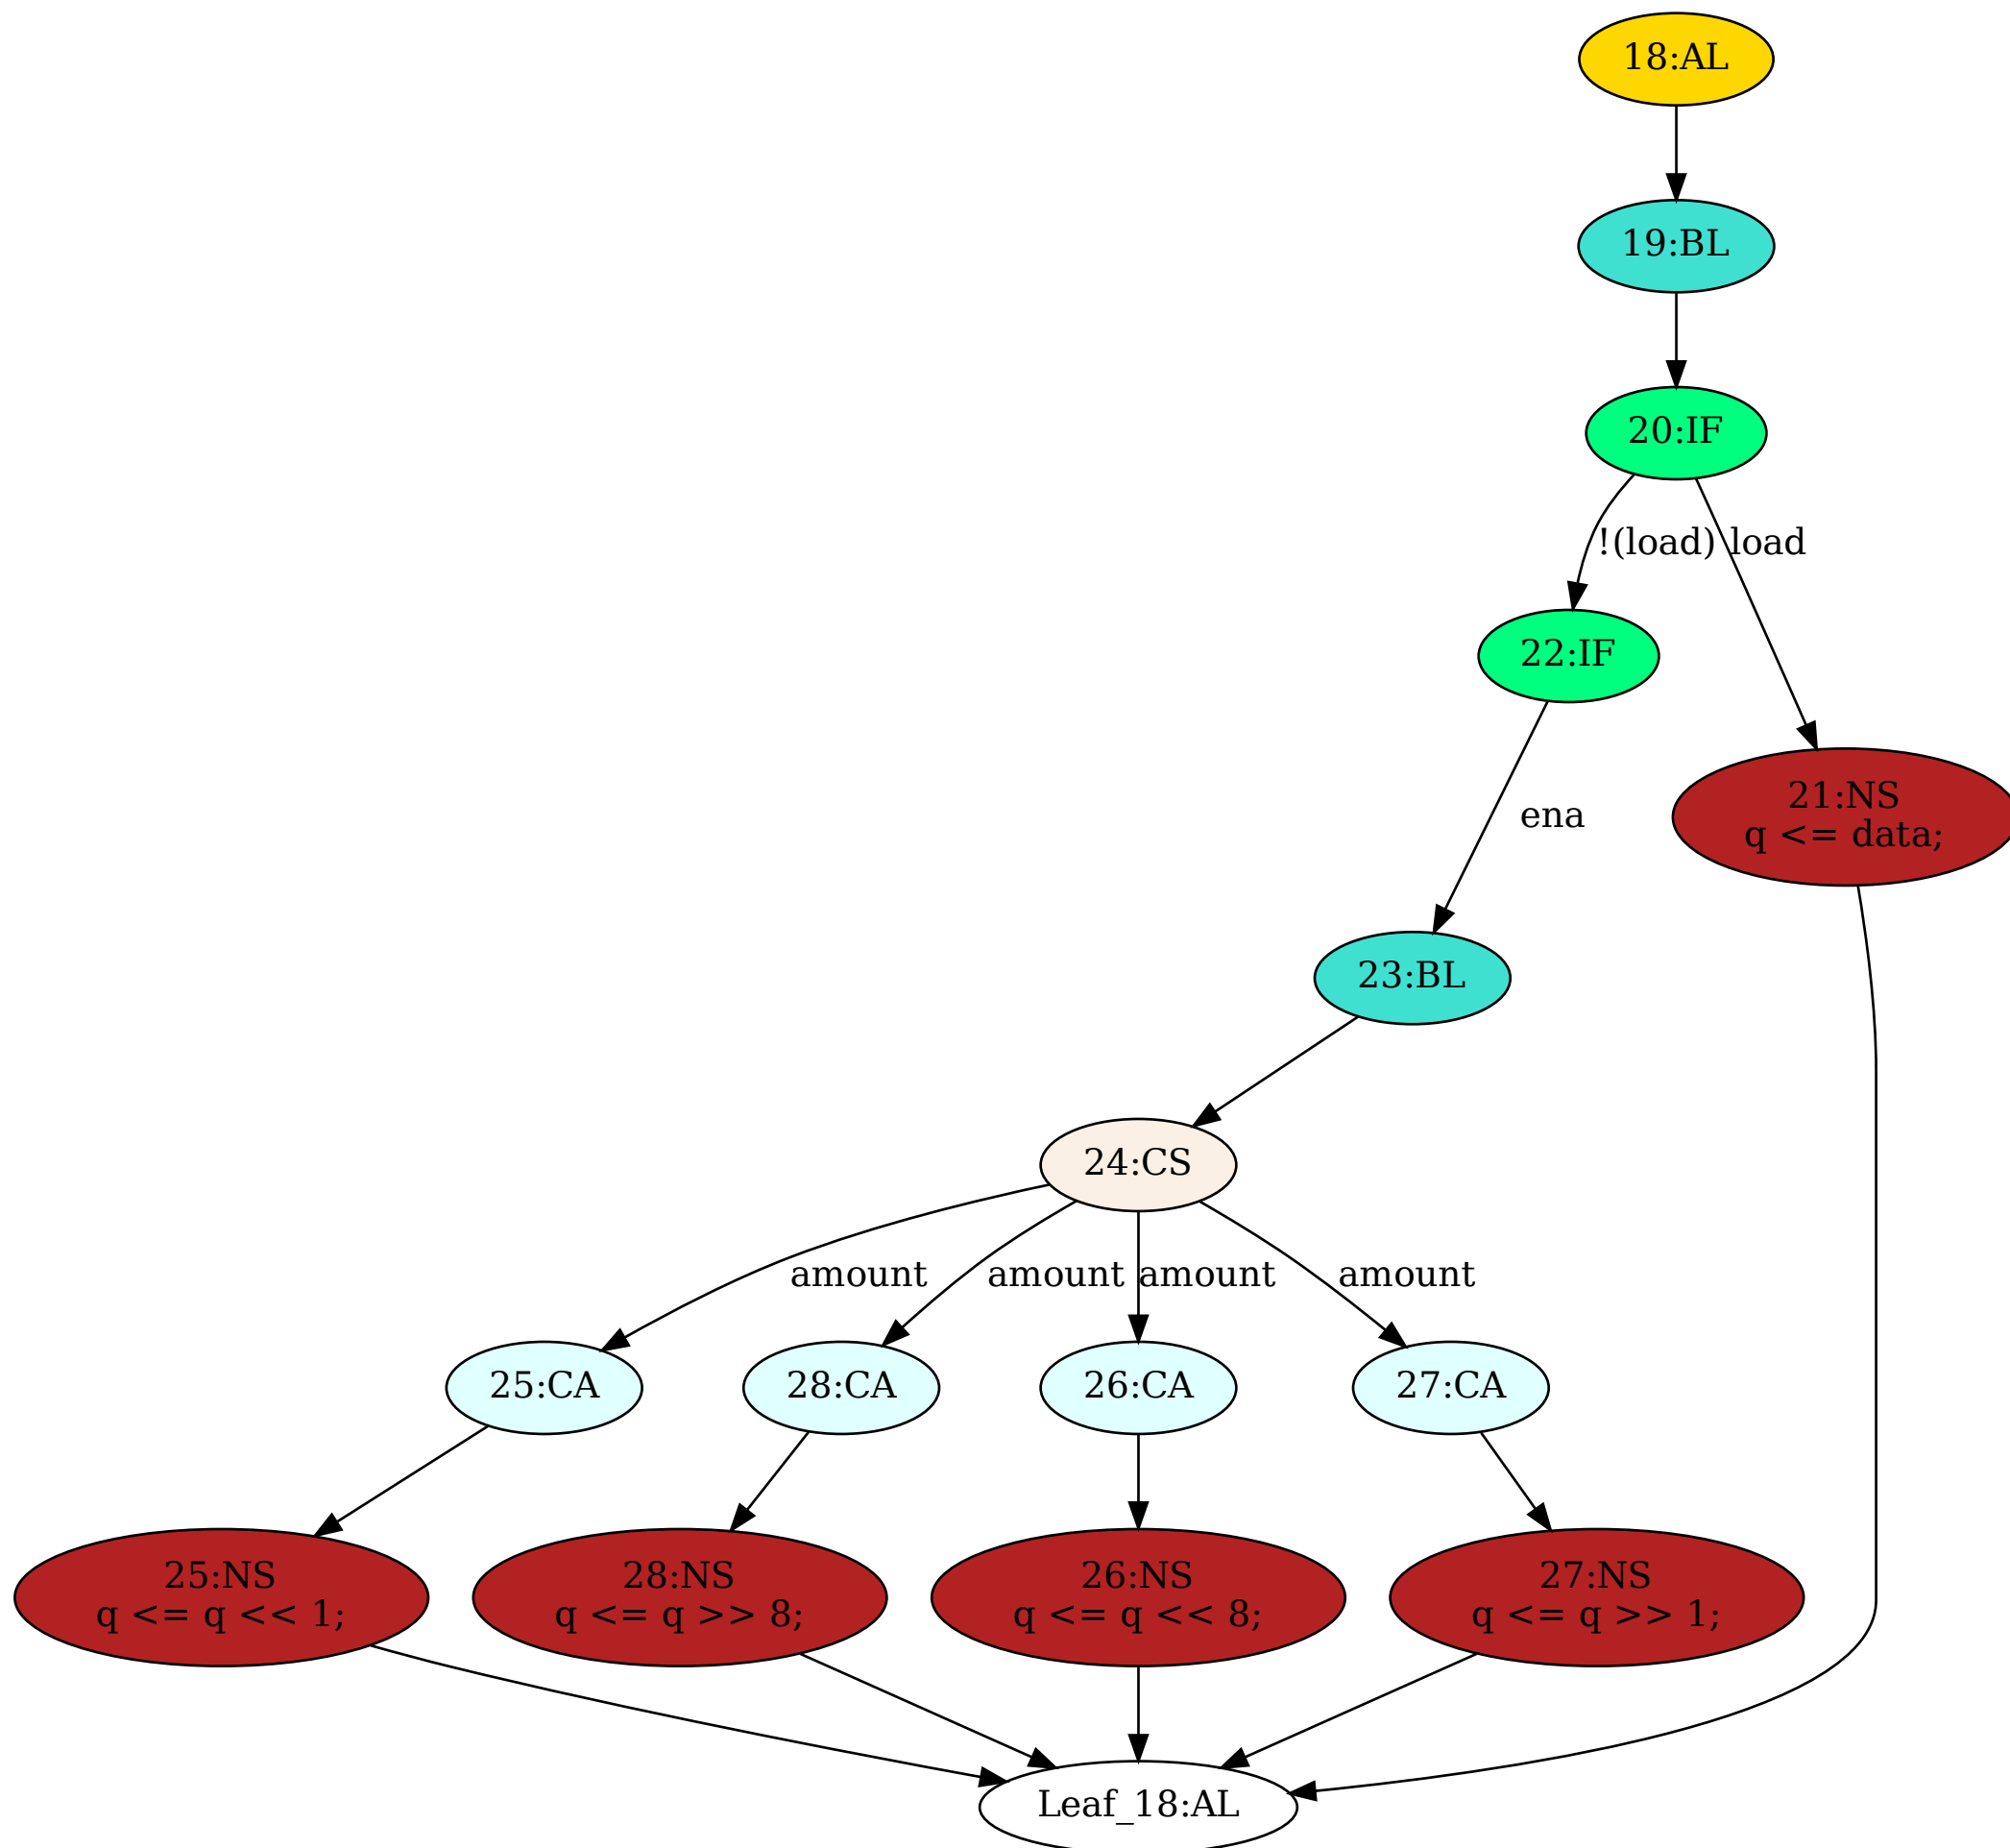 18:AL
19:BL
20:IF
!(load)
load
22:IF
21:NS
q <= data;
ena
23:BL
24:CS
amount
amount
amount
amount
25:CA
28:CA
26:CA
27:CA
25:NS
q <= q << 1;
28:NS
q <= q >> 8;
26:NS
q <= q << 8;
27:NS
q <= q >> 1;
Leaf_18:AL